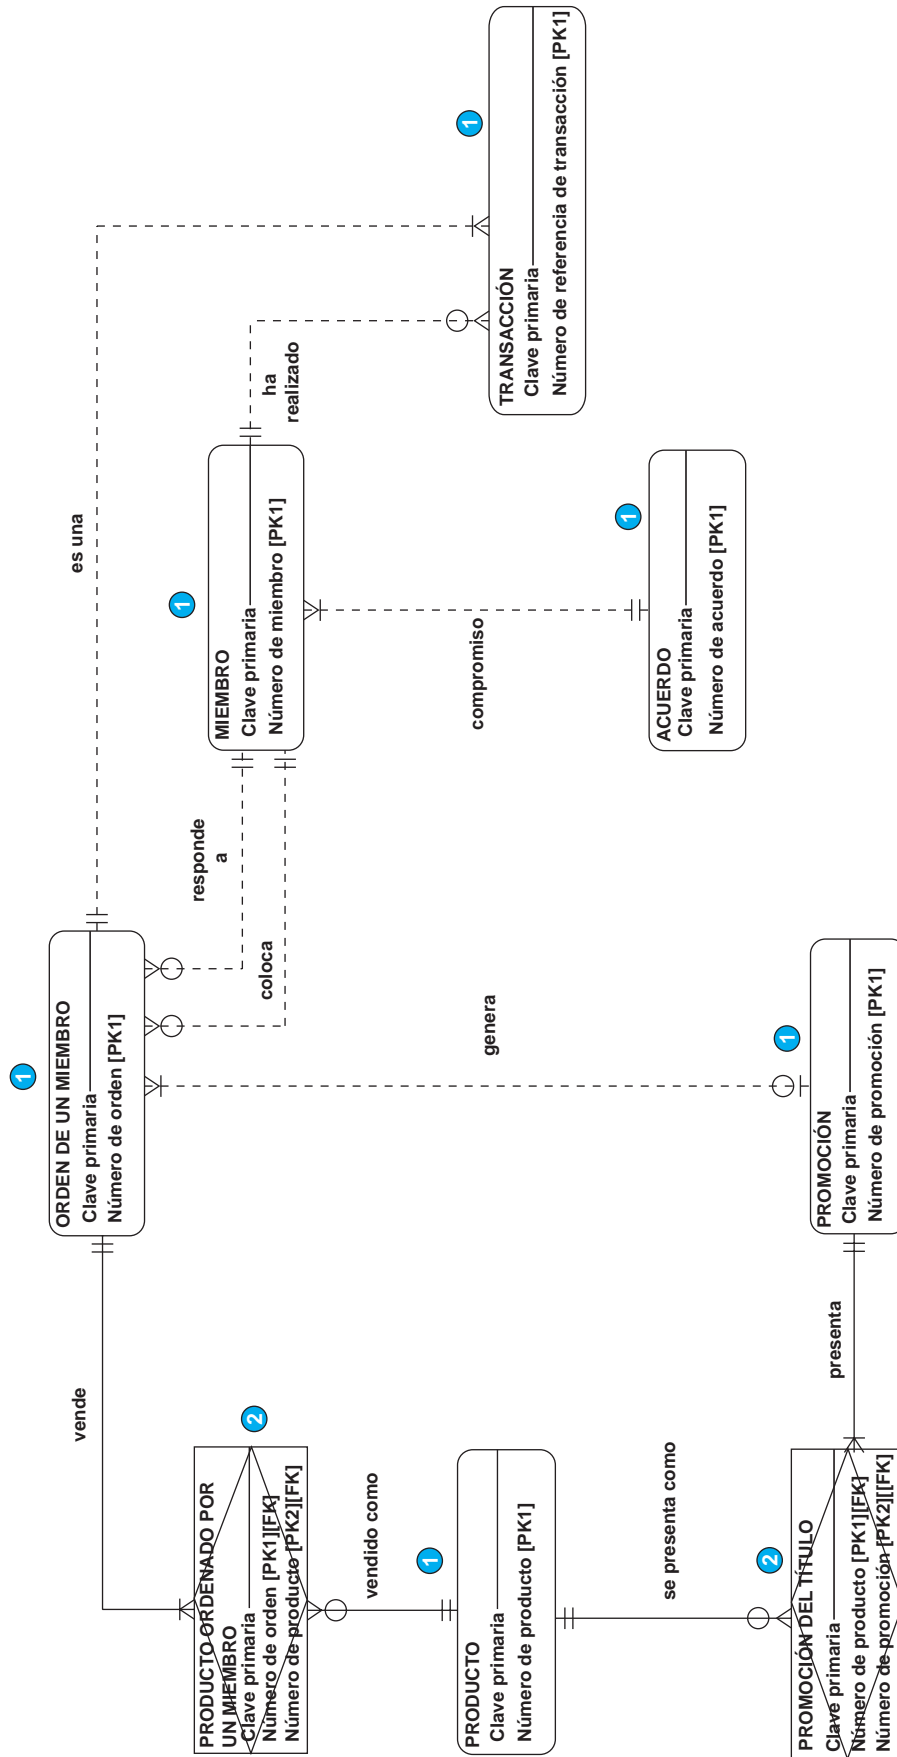 PRODUCTO ORDENADO POR
UN MIEMBRO
Clave primaria
Número de orden [PK1][FK]
Número de producto [PK2][FK]
2
vende
ORDEN DE UN MIEMBRO
Clave primaria
Número de orden [PK1]
1
es una
vendido como
responde
a
coloca
MIEMBRO
Clave primaria
Número de miembro [PK1]
1
ha
realizado
PRODUCTO
Clave primaria
Número de producto [PK1]
1
genera
compromiso
TRANSACCIÓN
Clave primaria
Número de referencia de transacción [PK1]
1
se presenta como
PROMOCIÓN DEL TÍTULO
Clave primaria
Número de producto [PK1][FK]
Número de promoción [PK2][[FK]
2
presenta
PROMOCIÓN
Clave primaria
Número de promoción [PK1]
1
ACUERDO
Clave primaria
Número de acuerdo [PK1]
1